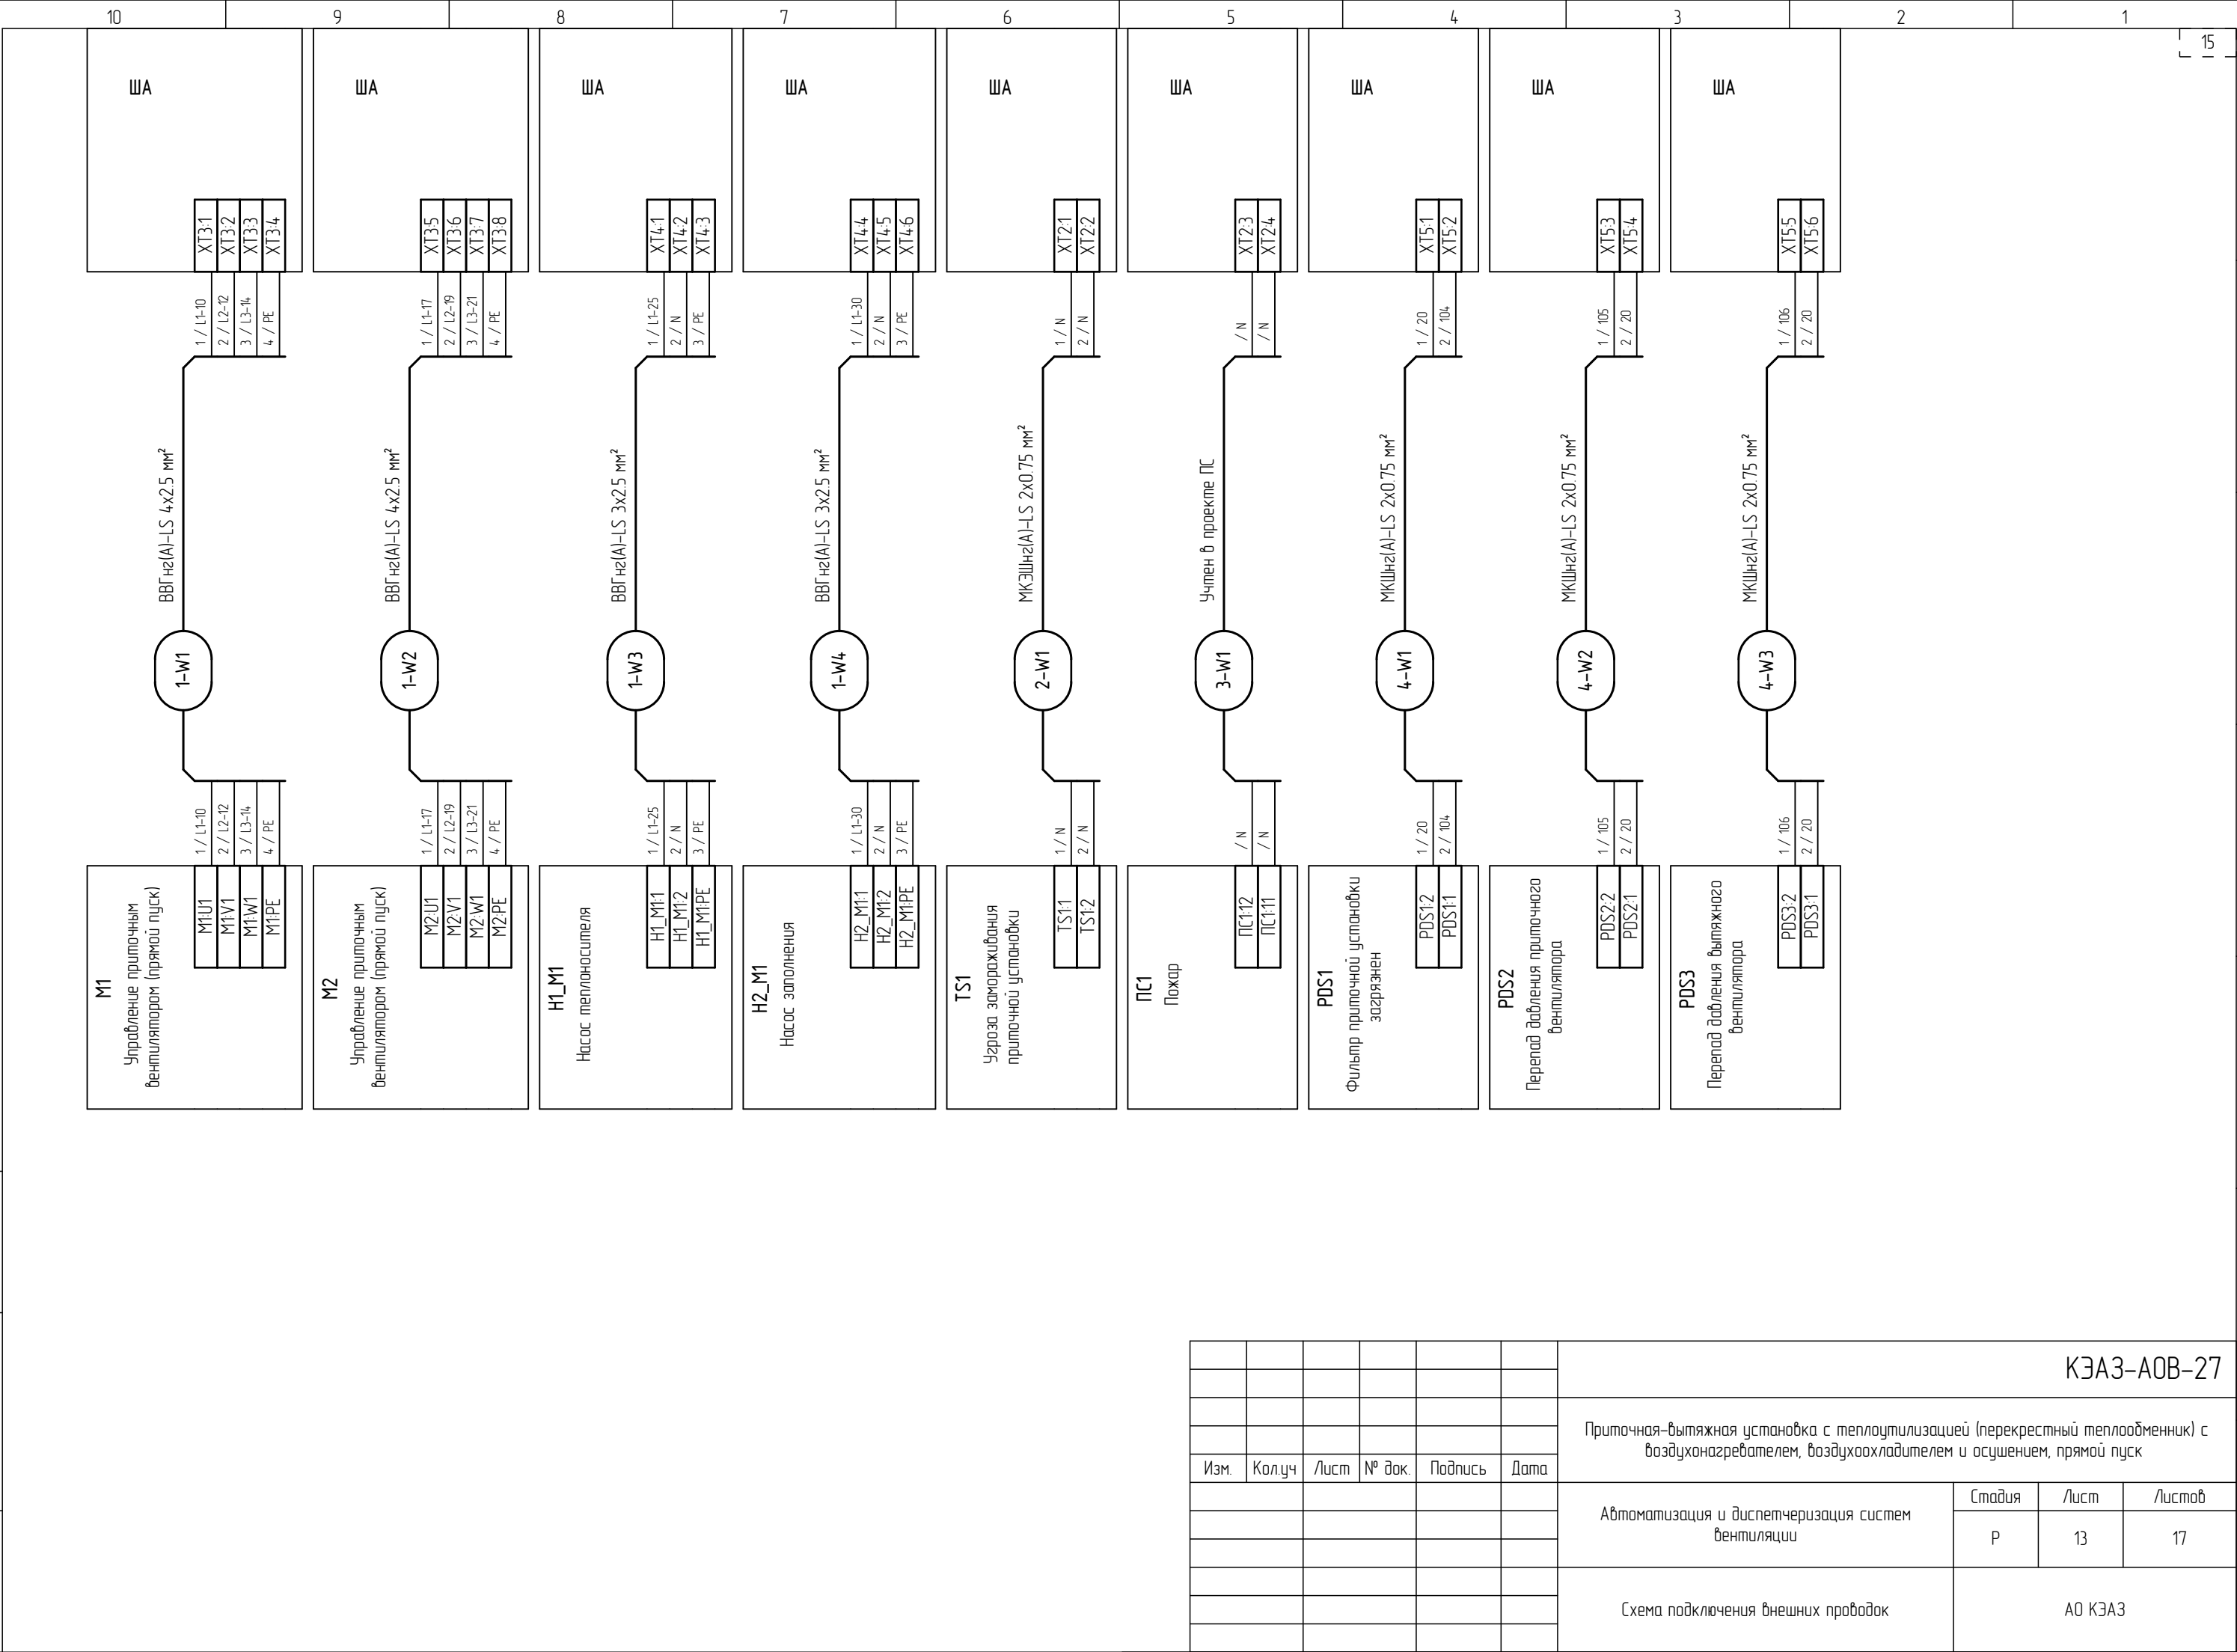 10 9 8 7 6 5 4 3 2 1
15
ША ША ША ША ША ША ША ША ША
XT3:1
XT3:2
XT3:3
XT3:4
XT3:5
XT3:6
XT3:7
XT3:8
XT4:1
XT4:2
XT4:3
XT4:4
XT4:5
XT4:6
XT2:1
XT2:2
XT2:3
XT2:4
XT5:1
XT5:2
XT5:3
XT5:4
XT5:5
XT5:6
1 / L1-10
2 / L2-12
3 / L3-14
4 / PE
1 / L1-17
2 / L2-19
3 / L3-21
4 / PE
1 / L1-25
2 / N
3 / PE
1 / L1-30
2 / N
3 / PE
1 / N
2 / N
/ N
/ N
1 / 20
2 / 104
1 / 105
2 / 20
1 / 106
2 / 20
ВВГнг(А)-LS 4x2.5 мм²
ВВГнг(А)-LS 4x2.5 мм²
ВВГнг(А)-LS 3x2.5 мм²
ВВГнг(А)-LS 3x2.5 мм²
МКЭШнг(А)-LS 2x0.75 мм²
Учтен в проекте ПС
МКШнг(А)-LS 2x0.75 мм²
МКШнг(А)-LS 2x0.75 мм²
МКШнг(А)-LS 2x0.75 мм²
1-W1
1-W2
1-W3
1-W4
2-W1
3-W1
4-W1
4-W2
4-W3
1 / L1-10
2 / L2-12
3 / L3-14
4 / PE
1 / L1-17
2 / L2-19
3 / L3-21
4 / PE
1 / L1-25
2 / N
3 / PE
1 / L1-30
2 / N
3 / PE
1 / N
2 / N
/ N
/ N
1 / 20
2 / 104
1 / 105
2 / 20
1 / 106
2 / 20
M1
Управление приточным
вентилятором (прямой пуск)
M1:U1
M1:V1
M1:W1
M1:PE
M2
Управление приточным
вентилятором (прямой пуск)
M2:U1
M2:V1
M2:W1
M2:PE
H1_M1
Насос теплоносителя
H1_M1:1
H1_M1:2
H1_M1:PE
H2_M1
Насос заполнения
H2_M1:1
H2_M1:2
H2_M1:PE
TS1
Угроза замораживания
приточной установки
TS1:1
TS1:2
ПС1
Пожар
ПС1:12
ПС1:11
PDS1
Фильтр приточной установки
загрязнен
PDS1:2
PDS1:1
PDS2
Перепад давления приточного
вентилятора
PDS2:2
PDS2:1
PDS3
Перепад давления вытяжного
вентилятора
PDS3:2
PDS3:1
КЭАЗ-АОВ-27
Приточная-вытяжная установка с теплоутилизацией (перекрестный теплообменник) с
воздухонагревателем, воздухоохладителем и осушением, прямой пуск
Изм. Кол.уч Лист № док. Подпись Дата
Автоматизация и диспетчеризация систем
вентиляции
Стадия Лист Листов
Р 13 17
Схема подключения внешних проводок
АО КЭАЗ